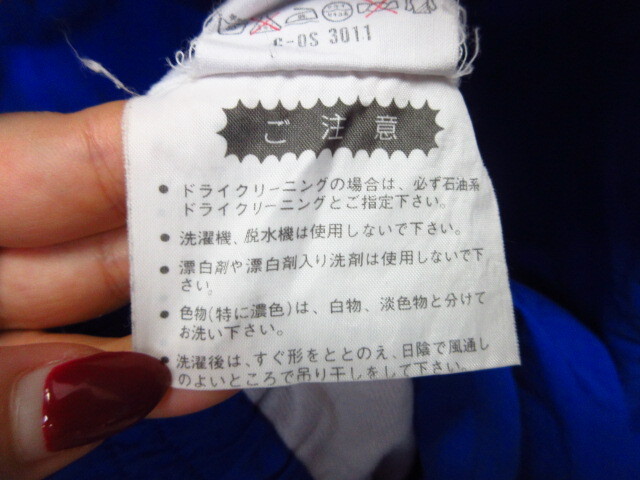 G-OS 3011
ご注意
● ドライクリーニングの場合は、必ず石油系
ドライクリーニングとご指定下さい。
● 洗濯機、脱水機は使用しないで下さい。
● 漂白剤や漂白剤入り洗剤は使用しないで下
さい。
● 色物(特に濃色)は、白物、淡色物と分けて
お洗い下さい。
● 洗濯後は、すぐ形をととのえ、日陰で風通し
のよいところで吊り干しをして下さい。